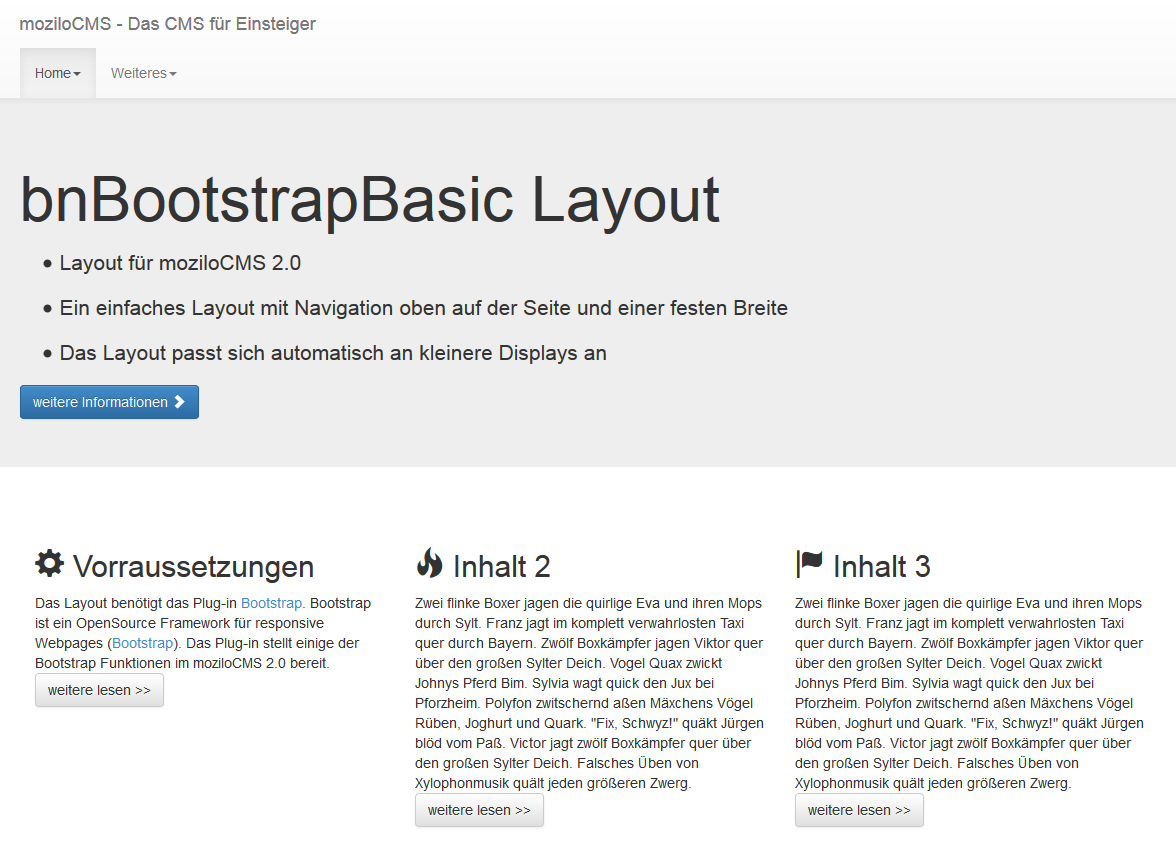 moziloCMS - Das CMS für Einsteiger
Home
Weiteres
bnBootstrapBasic Layout
• Layout für moziloCMS 2.0
• Ein einfaches Layout mit Navigation oben auf der Seite und einer festen Breite
• Das Layout passt sich automatisch an kleinere Displays an
weitere Informationen
Vorraussetzungen
Das Layout benötigt das Plug-in Bootstrap. Bootstrap
ist ein OpenSource Framework für responsive
Webpages (Bootstrap). Das Plug-in stellt einige der
Bootstrap Funktionen im moziloCMS 2.0 bereit.
weitere lesen >>
Inhalt 2
Zwei flinke Boxer jagen die quirlige Eva und ihren Mops
durch Sylt. Franz jagt im komplett verwahrlosten Taxi
quer durch Bayern. Zwölf Boxkämpfer jagen Viktor quer
über den großen Sylter Deich. Vogel Quax zwickt
Johnys Pferd Bim. Sylvia wagt quick den Jux bei
Pforzheim. Polyfon zwitschernd aßen Mäxchens Vögel
Rüben, Joghurt und Quark. "Fix, Schwyz!" quäkt Jürgen
blöd vom Paß. Victor jagt zwölf Boxkämpfer quer über
den großen Sylter Deich. Falsches Üben von
Xylophonmusik quält jeden größeren Zwerg.
weitere lesen >>
Inhalt 3
Zwei flinke Boxer jagen die quirlige Eva und ihren Mops
durch Sylt. Franz jagt im komplett verwahrlosten Taxi
quer durch Bayern. Zwölf Boxkämpfer jagen Viktor quer
über den großen Sylter Deich. Vogel Quax zwickt
Johnys Pferd Bim. Sylvia wagt quick den Jux bei
Pforzheim. Polyfon zwitschernd aßen Mäxchens Vögel
Rüben, Joghurt und Quark. "Fix, Schwyz!" quäkt Jürgen
blöd vom Paß. Victor jagt zwölf Boxkämpfer quer über
den großen Sylter Deich. Falsches Üben von
Xylophonmusik quält jeden größeren Zwerg.
weitere lesen >>